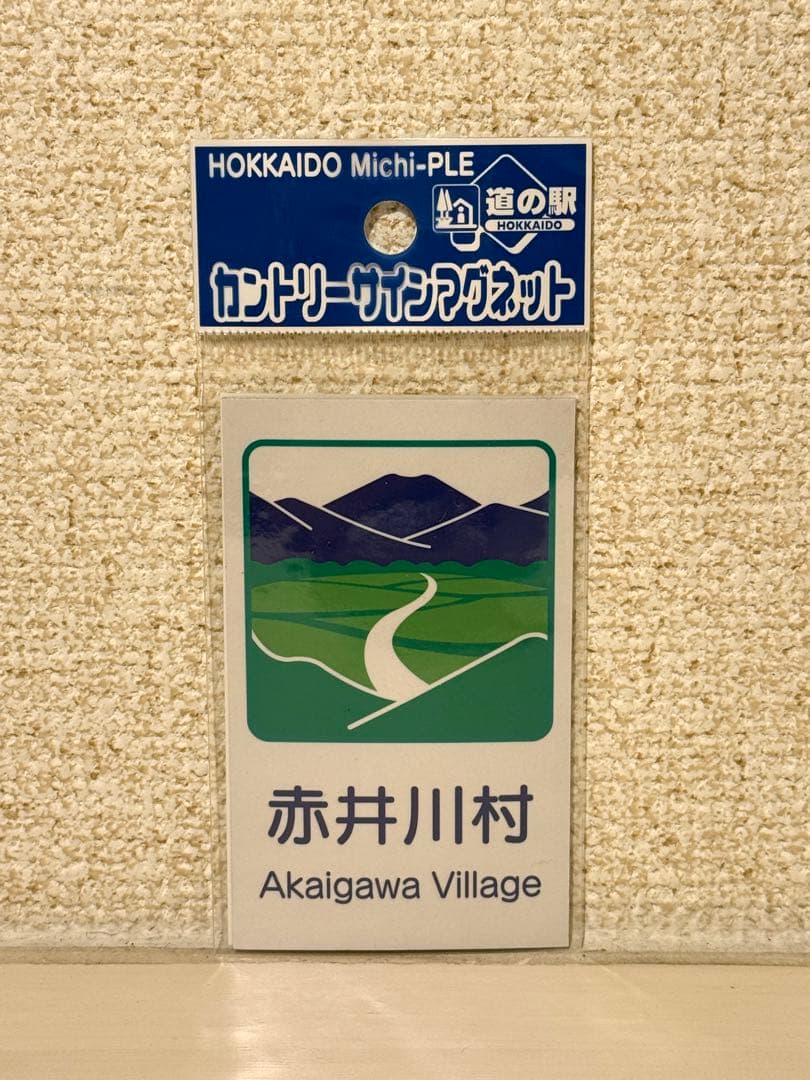 HOKKAIDO Michi-PLE
道の駅
HOKKAIDO
カントリーサインマグネット
赤井川村
Akaigawa Village